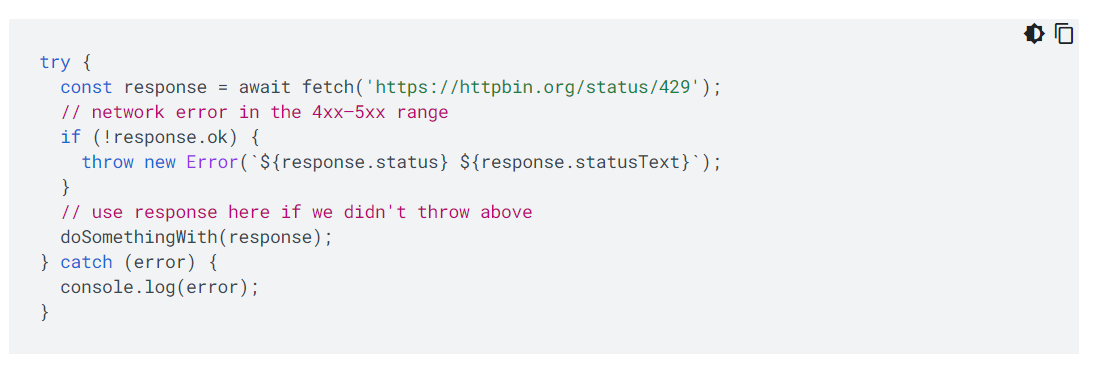 try {
  const response = await fetch('https://httpbin.org/status/429');
  // network error in the 4xx–5xx range
  if (!response.ok) {
    throw new Error(`${response.status} ${response.statusText}`);
  }
  // use response here if we didn't throw above
  doSomethingWith(response);
} catch (error) {
  console.log(error);
}